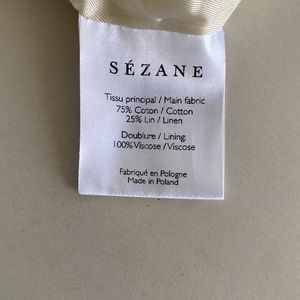 SÉZANE
Tissu principal / Main fabric
75% Coton / Cotton
25% Lin / Linen
Doublure / Lining:
100% Viscose / Viscose
Fabriqué en Pologne
Made in Poland